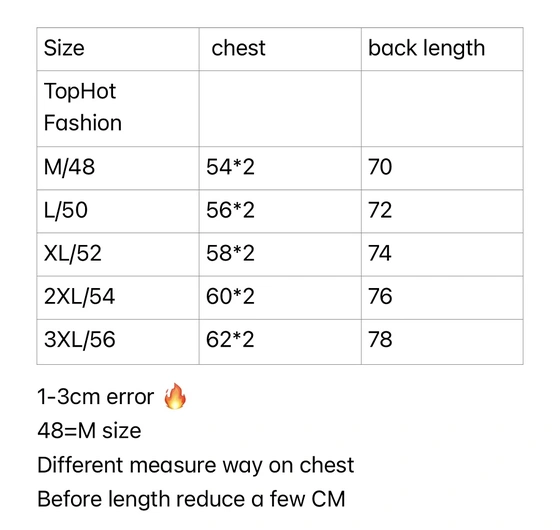 Size chest back length
TopHot
Fashion
M/48 54*2 70
L/50 56*2 72
XL/52 58*2 74
2XL/54 60*2 76
3XL/56 62*2 78
1-3cm error 🔥
48=M size
Different measure way on chest
Before length reduce a few CM